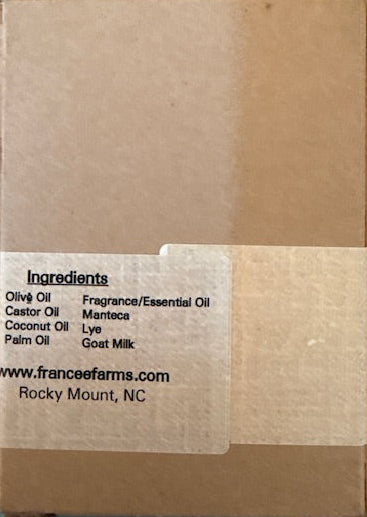 Ingredients
Olive Oil Fragrance/Essential Oil
Castor Oil Manteca
Coconut Oil Lye
Palm Oil Goat Milk
www.franceefarms.com
Rocky Mount, NC